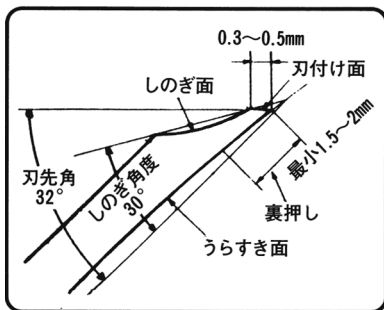 0.3～0.5mm
しのぎ面
刃付け面
刃先角
32°
しのぎ角度
30°
最小1.5～2mm
裏押し
うらすき面